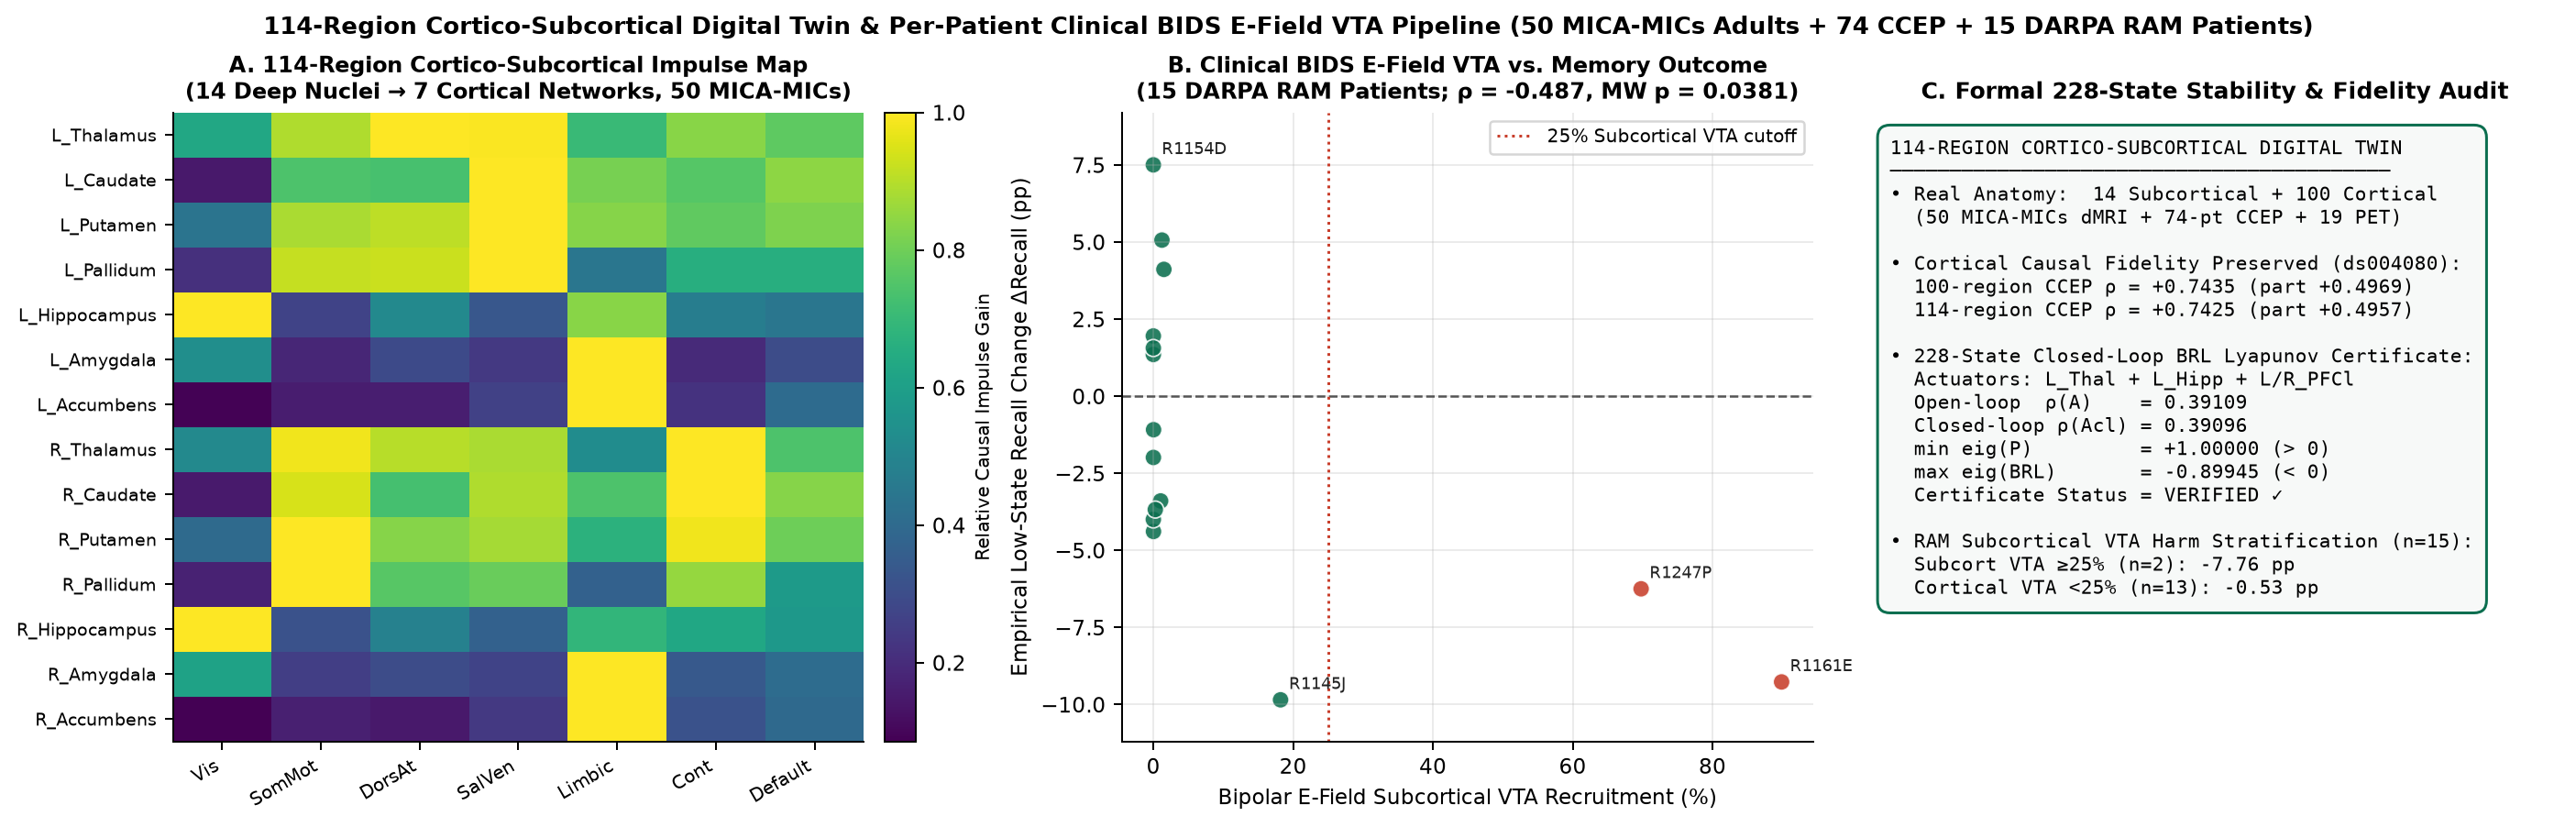 114-Region Cortico-Subcortical Digital Twin & Per-Patient Clinical BIDS E-Field VTA Pipeline (50 MICA-MICs Adults + 74 CCEP + 15 DARPA RAM Patients)
A. 114-Region Cortico-Subcortical Impulse Map
(14 Deep Nuclei → 7 Cortical Networks, 50 MICA-MICs)
L_Thalamus
L_Caudate
L_Putamen
L_Pallidum
L_Hippocampus
L_Amygdala
L_Accumbens
R_Thalamus
R_Caudate
R_Putamen
R_Pallidum
R_Hippocampus
R_Amygdala
R_Accumbens
Vis
SomMot
DorsAt
SalVen
Limbic
Cont
Default
1.0
0.8
0.6
0.4
0.2
Relative Causal Impulse Gain
B. Clinical BIDS E-Field VTA vs. Memory Outcome
(15 DARPA RAM Patients; ρ = -0.487, MW p = 0.0381)
Empirical Low-State Recall Change ΔRecall (pp)
7.5
5.0
2.5
0.0
−2.5
−5.0
−7.5
−10.0
25% Subcortical VTA cutoff
R1154D
R1247P
R1161E
R1145J
0
20
40
60
80
Bipolar E-Field Subcortical VTA Recruitment (%)
C. Formal 228-State Stability & Fidelity Audit
114-REGION CORTICO-SUBCORTICAL DIGITAL TWIN
• Real Anatomy:  14 Subcortical + 100 Cortical
(50 MICA-MICs dMRI + 74-pt CCEP + 19 PET)
• Cortical Causal Fidelity Preserved (ds004080):
100-region CCEP ρ = +0.7435 (part +0.4969)
114-region CCEP ρ = +0.7425 (part +0.4957)
• 228-State Closed-Loop BRL Lyapunov Certificate:
Actuators: L_Thal + L_Hipp + L/R_PFCl
Open-loop  ρ(A)    = 0.39109
Closed-loop ρ(Acl) = 0.39096
min eig(P)         = +1.00000 (> 0)
max eig(BRL)       = -0.89945 (< 0)
Certificate Status = VERIFIED ✓
• RAM Subcortical VTA Harm Stratification (n=15):
Subcort VTA ≥25% (n=2): -7.76 pp
Cortical VTA <25% (n=13): -0.53 pp